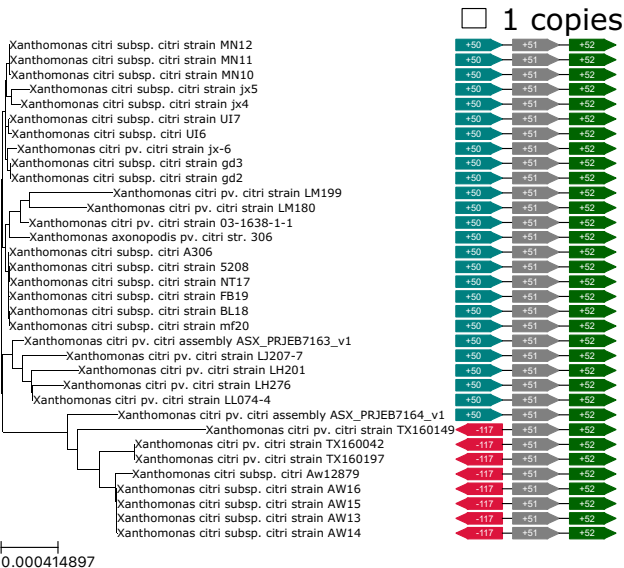 1 copies
Xanthomonas citri subsp. citri strain MN12 +50 +51 +52
Xanthomonas citri subsp. citri strain MN11 +50 +51 +52
Xanthomonas citri subsp. citri strain MN10 +50 +51 +52
Xanthomonas citri subsp. citri strain jx5 +50 +51 +52
Xanthomonas citri subsp. citri strain jx4 +50 +51 +52
Xanthomonas citri subsp. citri strain UI7 +50 +51 +52
Xanthomonas citri subsp. citri UI6 +50 +51 +52
Xanthomonas citri pv. citri strain jx-6 +50 +51 +52
Xanthomonas citri subsp. citri strain gd3 +50 +51 +52
Xanthomonas citri subsp. citri strain gd2 +50 +51 +52
Xanthomonas citri pv. citri strain LM199 +50 +51 +52
Xanthomonas citri pv. citri strain LM180 +50 +51 +52
Xanthomonas citri pv. citri strain 03-1638-1-1 +50 +51 +52
Xanthomonas axonopodis pv. citri str. 306 +50 +51 +52
Xanthomonas citri subsp. citri A306 +50 +51 +52
Xanthomonas citri subsp. citri strain 5208 +50 +51 +52
Xanthomonas citri subsp. citri strain NT17 +50 +51 +52
Xanthomonas citri subsp. citri strain FB19 +50 +51 +52
Xanthomonas citri subsp. citri strain BL18 +50 +51 +52
Xanthomonas citri subsp. citri strain mf20 +50 +51 +52
Xanthomonas citri pv. citri assembly ASX_PRJEB7163_v1 +50 +51 +52
Xanthomonas citri pv. citri strain LJ207-7 +50 +51 +52
Xanthomonas citri pv. citri strain LH201 +50 +51 +52
Xanthomonas citri pv. citri strain LH276 +50 +51 +52
Xanthomonas citri pv. citri strain LL074-4 +50 +51 +52
Xanthomonas citri pv. citri assembly ASX_PRJEB7164_v1 +50 +51 +52
Xanthomonas citri pv. citri strain TX160149 -117 +51 +52
Xanthomonas citri pv. citri strain TX160042 -117 +51 +52
Xanthomonas citri pv. citri strain TX160197 -117 +51 +52
Xanthomonas citri subsp. citri Aw12879 -117 +51 +52
Xanthomonas citri subsp. citri strain AW16 -117 +51 +52
Xanthomonas citri subsp. citri strain AW15 -117 +51 +52
Xanthomonas citri subsp. citri strain AW13 -117 +51 +52
Xanthomonas citri subsp. citri strain AW14 -117 +51 +52
0.000414897